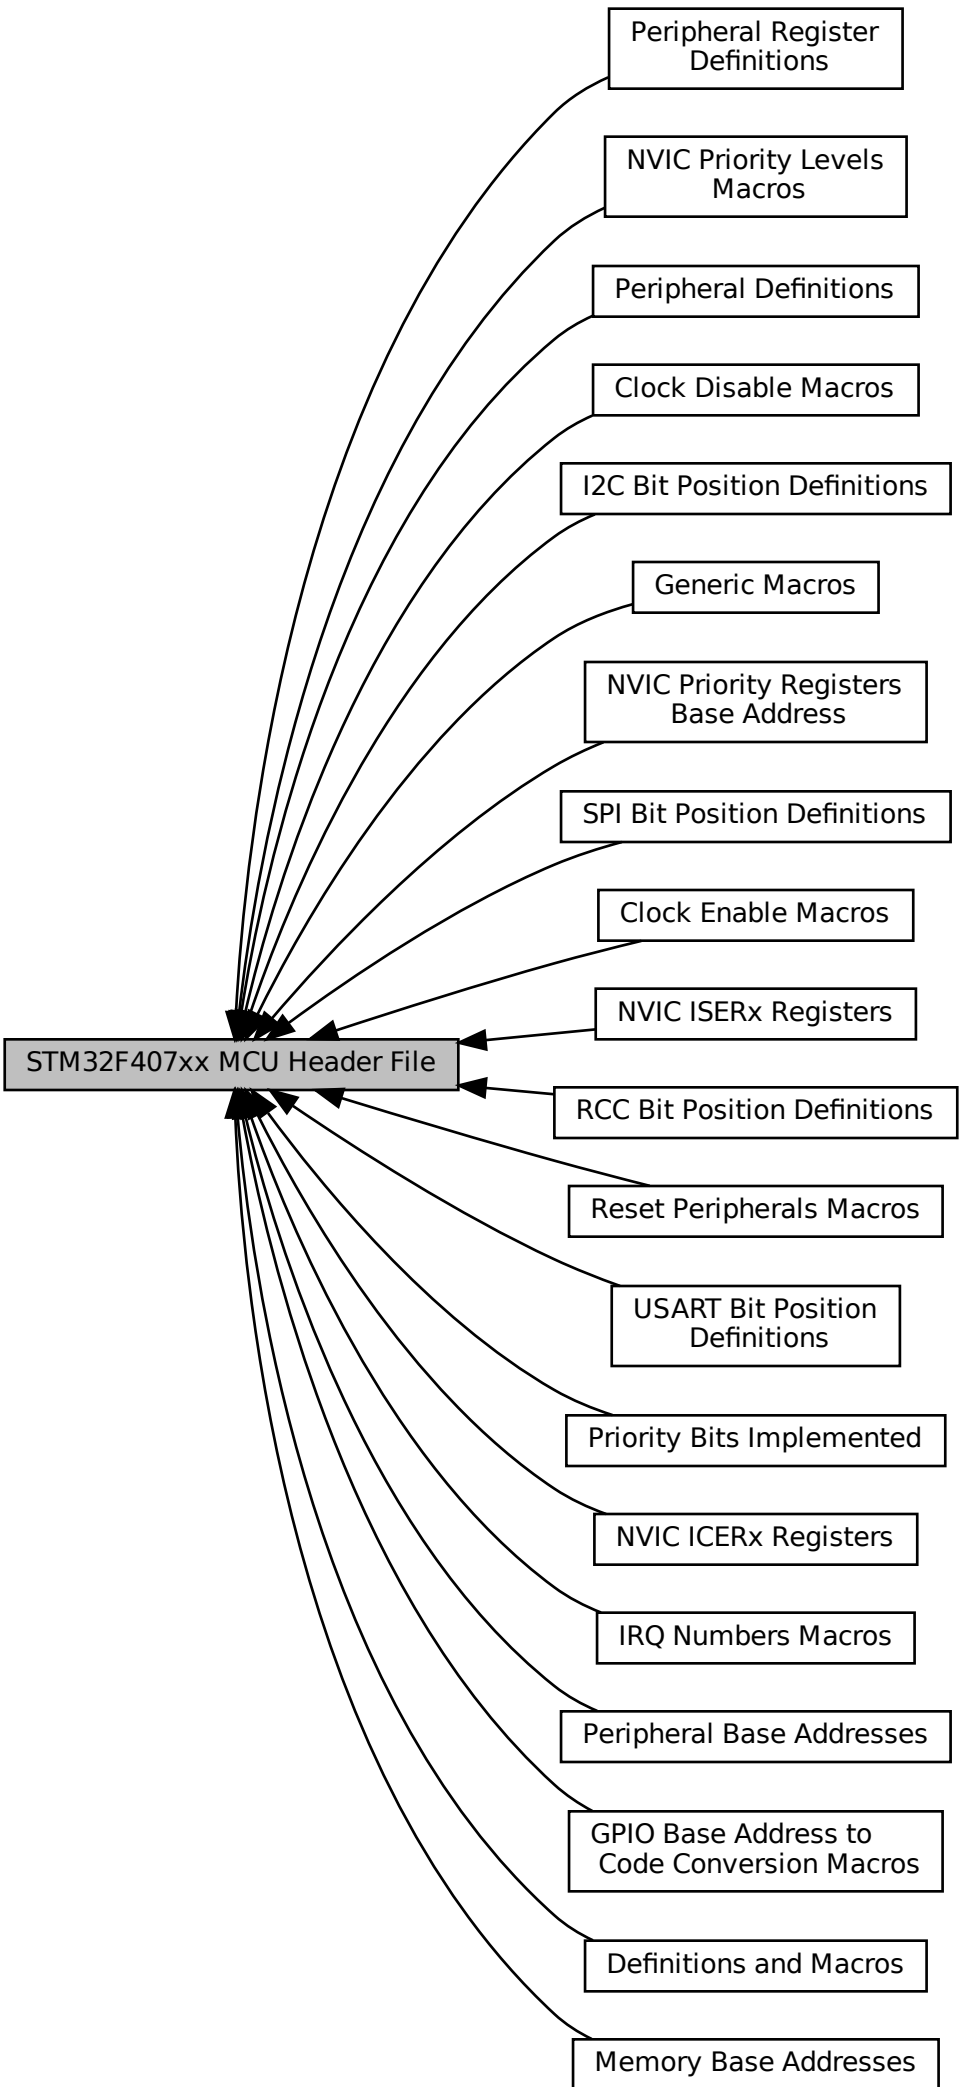 Peripheral Register
Definitions
NVIC Priority Levels
Macros
Peripheral Definitions
Clock Disable Macros
I2C Bit Position Definitions
Generic Macros
NVIC Priority Registers
Base Address
SPI Bit Position Definitions
Clock Enable Macros
NVIC ISERx Registers
STM32F407xx MCU Header File
RCC Bit Position Definitions
Reset Peripherals Macros
USART Bit Position
Definitions
Priority Bits Implemented
NVIC ICERx Registers
IRQ Numbers Macros
Peripheral Base Addresses
GPIO Base Address to
Code Conversion Macros
Definitions and Macros
Memory Base Addresses